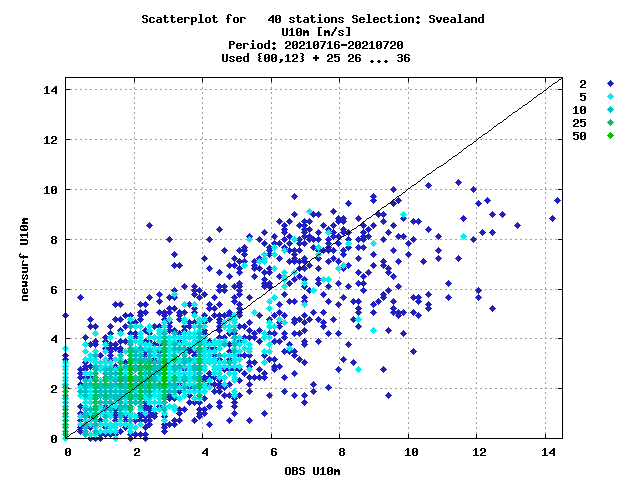 Scatterplot for   40 stations Selection: Svealand
U10m [m/s]
Period: 20210716-20210720
Used {00,12} + 25 26 ... 36
2
5
10
25
50
14
12
10
8
6
4
2
0
newsurf U10m
0 2 4 6 8 10 12 14
OBS U10m